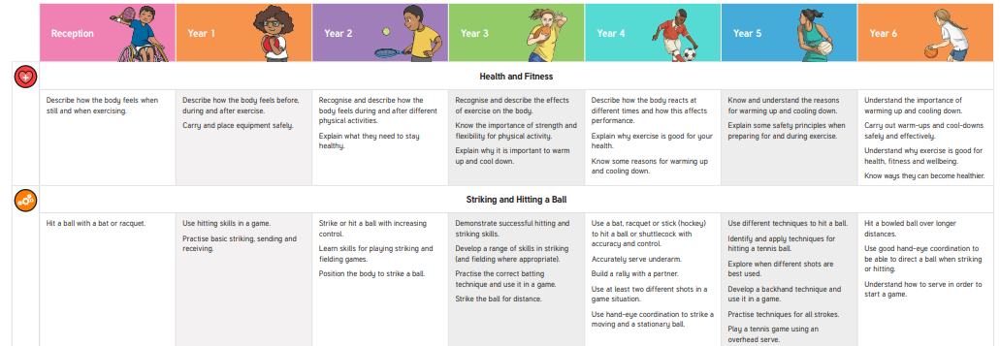 Reception
Year 1
Year 2
Year 3
Year 4
Year 5
Year 6
Health and Fitness
Describe how the body feels when
still and when exercising.
Describe how the body feels before,
during and after exercise.
Carry and place equipment safely.
Recognise and describe how the
body feels during and after different
physical activities.
Explain what they need to stay
healthy.
Recognise and describe the effects
of exercise on the body.
Know the importance of strength and
flexibility for physical activity.
Explain why it is important to warm
up and cool down.
Describe how the body reacts at
different times and how this affects
performance.
Explain why exercise is good for your
health.
Know some reasons for warming up
and cooling down.
Know and understand the reasons
for warming up and cooling down.
Explain some safety principles when
preparing for and during exercise.
Understand the importance of
warming up and cooling down.
Carry out warm-ups and cool-downs
safely and effectively.
Understand why exercise is good for
health, fitness and wellbeing.
Know ways they can become healthier.
Striking and Hitting a Ball
Hit a ball with a bat or racquet.
Use hitting skills in a game.
Practise basic striking, sending and
receiving.
Strike or hit a ball with increasing
control.
Learn skills for playing striking and
fielding games.
Position the body to strike a ball.
Demonstrate successful hitting and
striking skills.
Develop a range of skills in striking
(and fielding where appropriate).
Practise the correct batting
technique and use it in a game.
Strike the ball for distance.
Use a bat, racquet or stick (hockey)
to hit a ball or shuttlecock with
accuracy and control.
Accurately serve underarm.
Build a rally with a partner.
Use at least two different shots in a
game situation.
Use hand-eye coordination to strike a
moving and a stationary ball.
Use different techniques to hit a ball.
Identify and apply techniques for
hitting a tennis ball.
Explore when different shots are
best used.
Develop a backhand technique and
use it in a game.
Practise techniques for all strokes.
Play a tennis game using an
overhead serve.
Hit a bowled ball over longer
distances.
Use good hand-eye coordination to
be able to direct a ball when striking
or hitting.
Understand how to serve in order to
start a game.